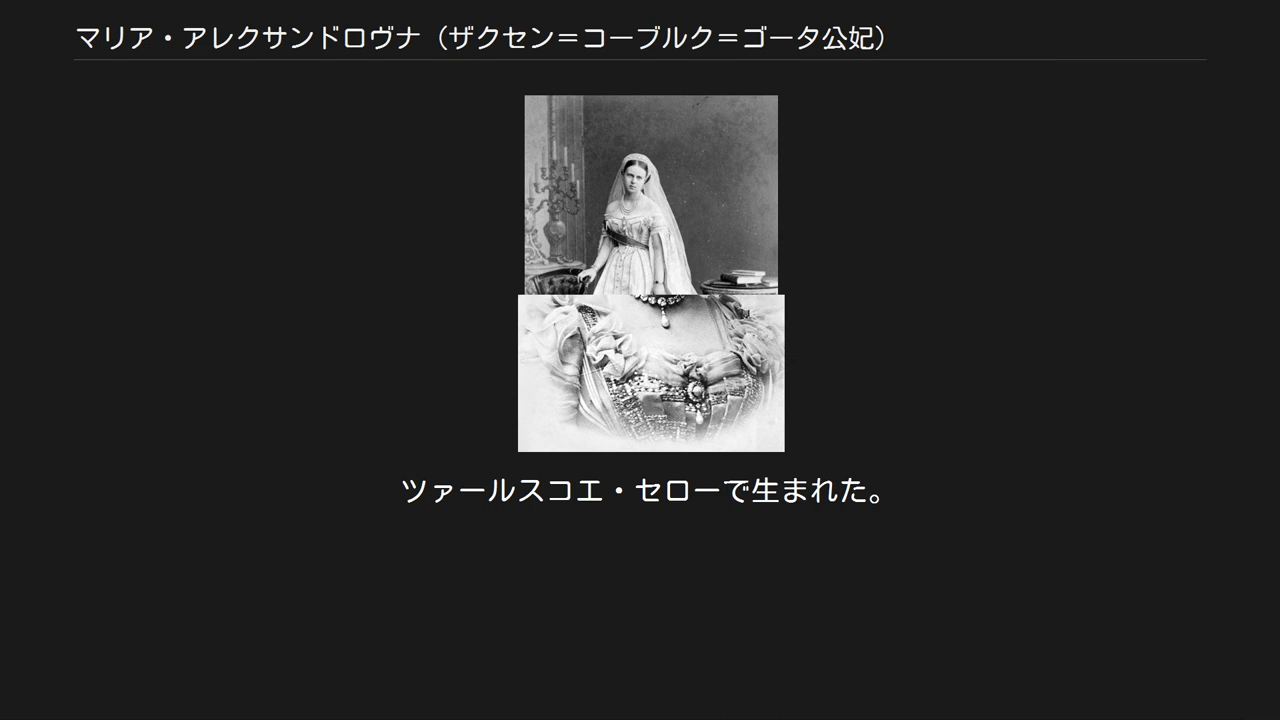 マリア・アレクサンドロヴナ（ザクセン＝コーブルク＝ゴータ公妃）
ツァールスコエ・セローで生まれた。